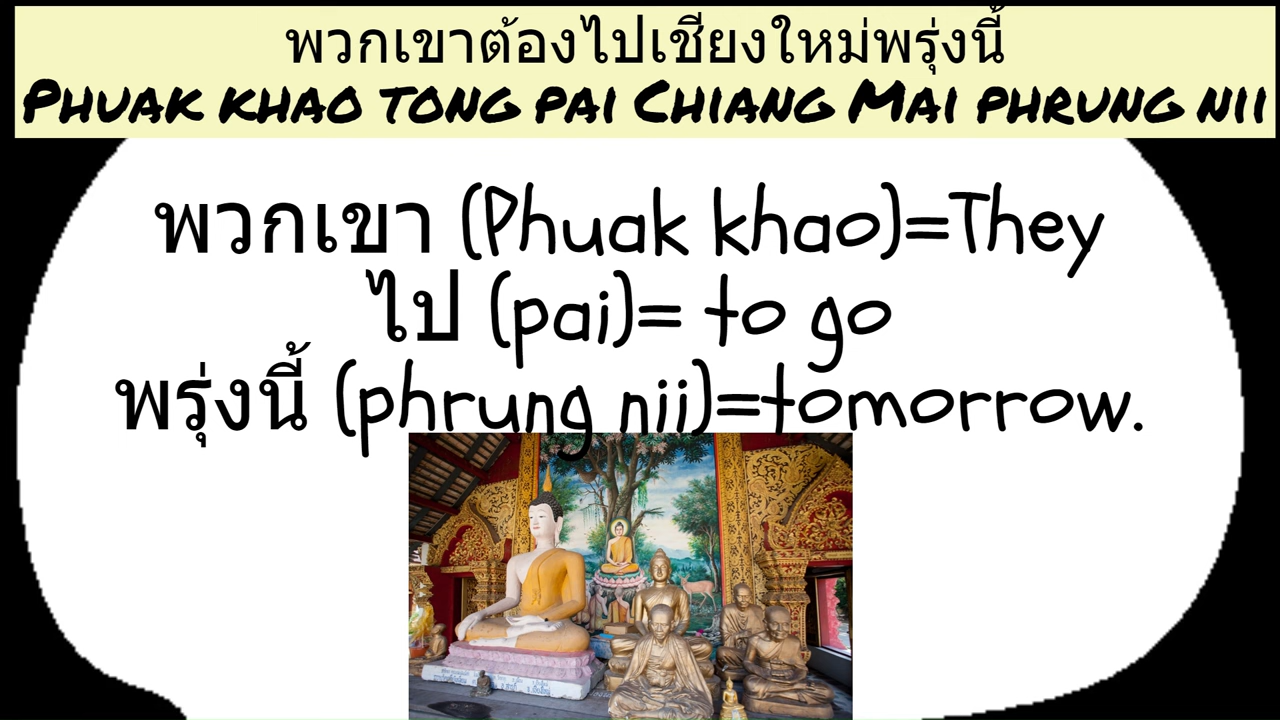 พวกเขาต้องไปเชียงใหม่พรุ่งนี้
Phuak khao tong pai Chiang Mai phrung nii
พวกเขา (Phuak khao)=They
ไป (pai)= to go
พรุ่งนี้ (phrung nii)=tomorrow.